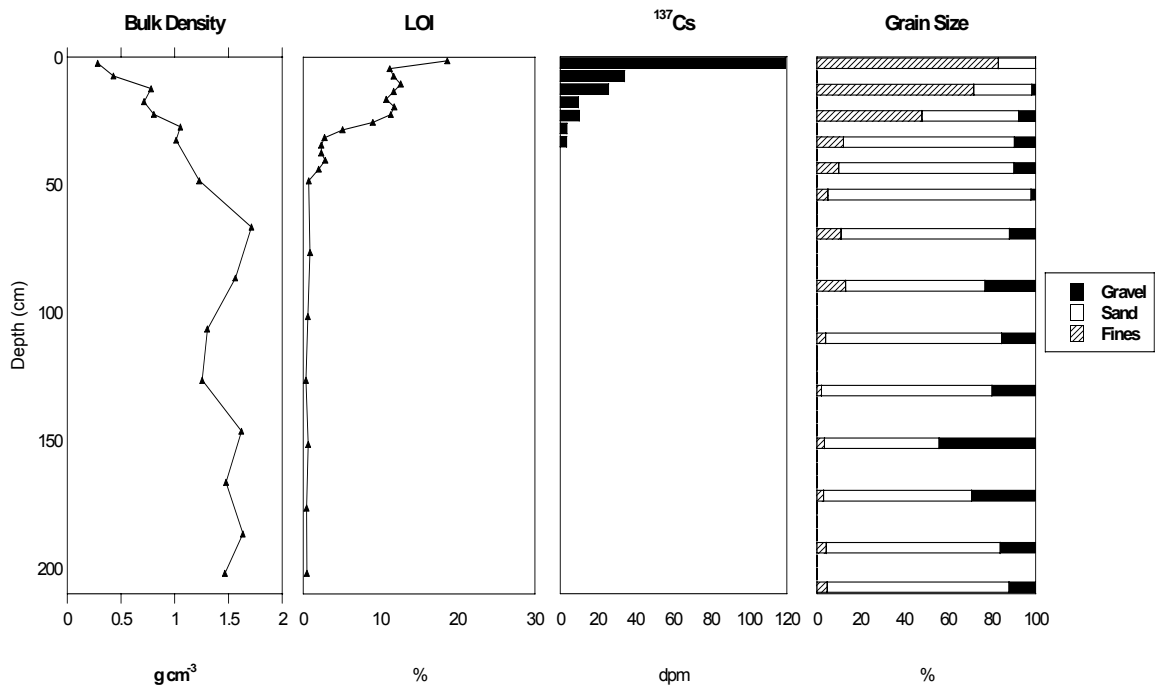 Bulk Density LOI ¹³⁷Cs Grain Size
0
50
100
150
200
Depth (cm)
Gravel
Sand
Fines
0 0.5 1 1.5 2 0 10 20 30 0 20 40 60 80 100 120 0 20 40 60 80 100
g cm⁻³ % dpm %